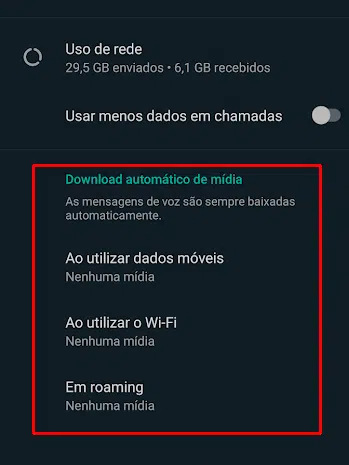 Uso de rede
29,5 GB enviados • 6,1 GB recebidos
Usar menos dados em chamadas
Download automático de mídia
As mensagens de voz são sempre baixadas
automaticamente.
Ao utilizar dados móveis
Nenhuma mídia
Ao utilizar o Wi-Fi
Nenhuma mídia
Em roaming
Nenhuma mídia